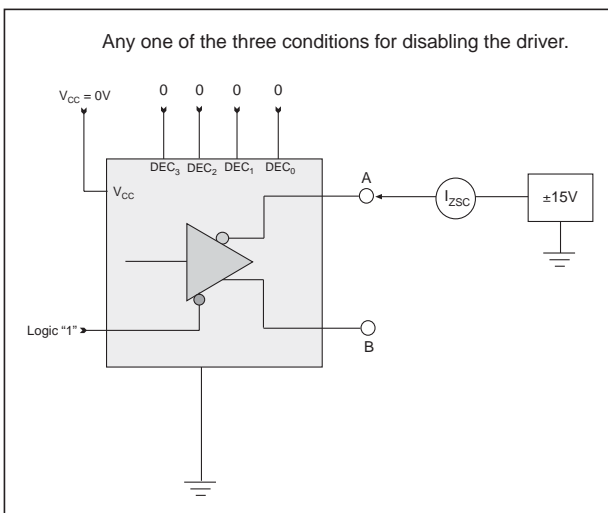 Any one of the three conditions for disabling the driver.
V_CC = 0V
0 0 0 0
DEC_3 DEC_2 DEC_1 DEC_0
V_CC
A
I_ZSC
±15V
Logic “1”
B